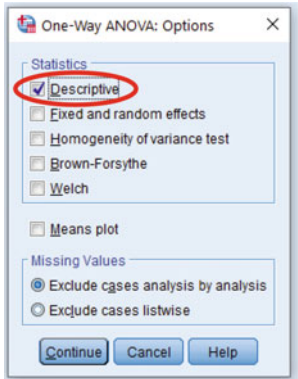 One-Way ANOVA: Options
Statistics
Descriptive
Fixed and random effects
Homogeneity of variance test
Brown-Forsythe
Welch
Means plot
Missing Values
Exclude cases analysis by analysis
Exclude cases listwise
Continue Cancel Help